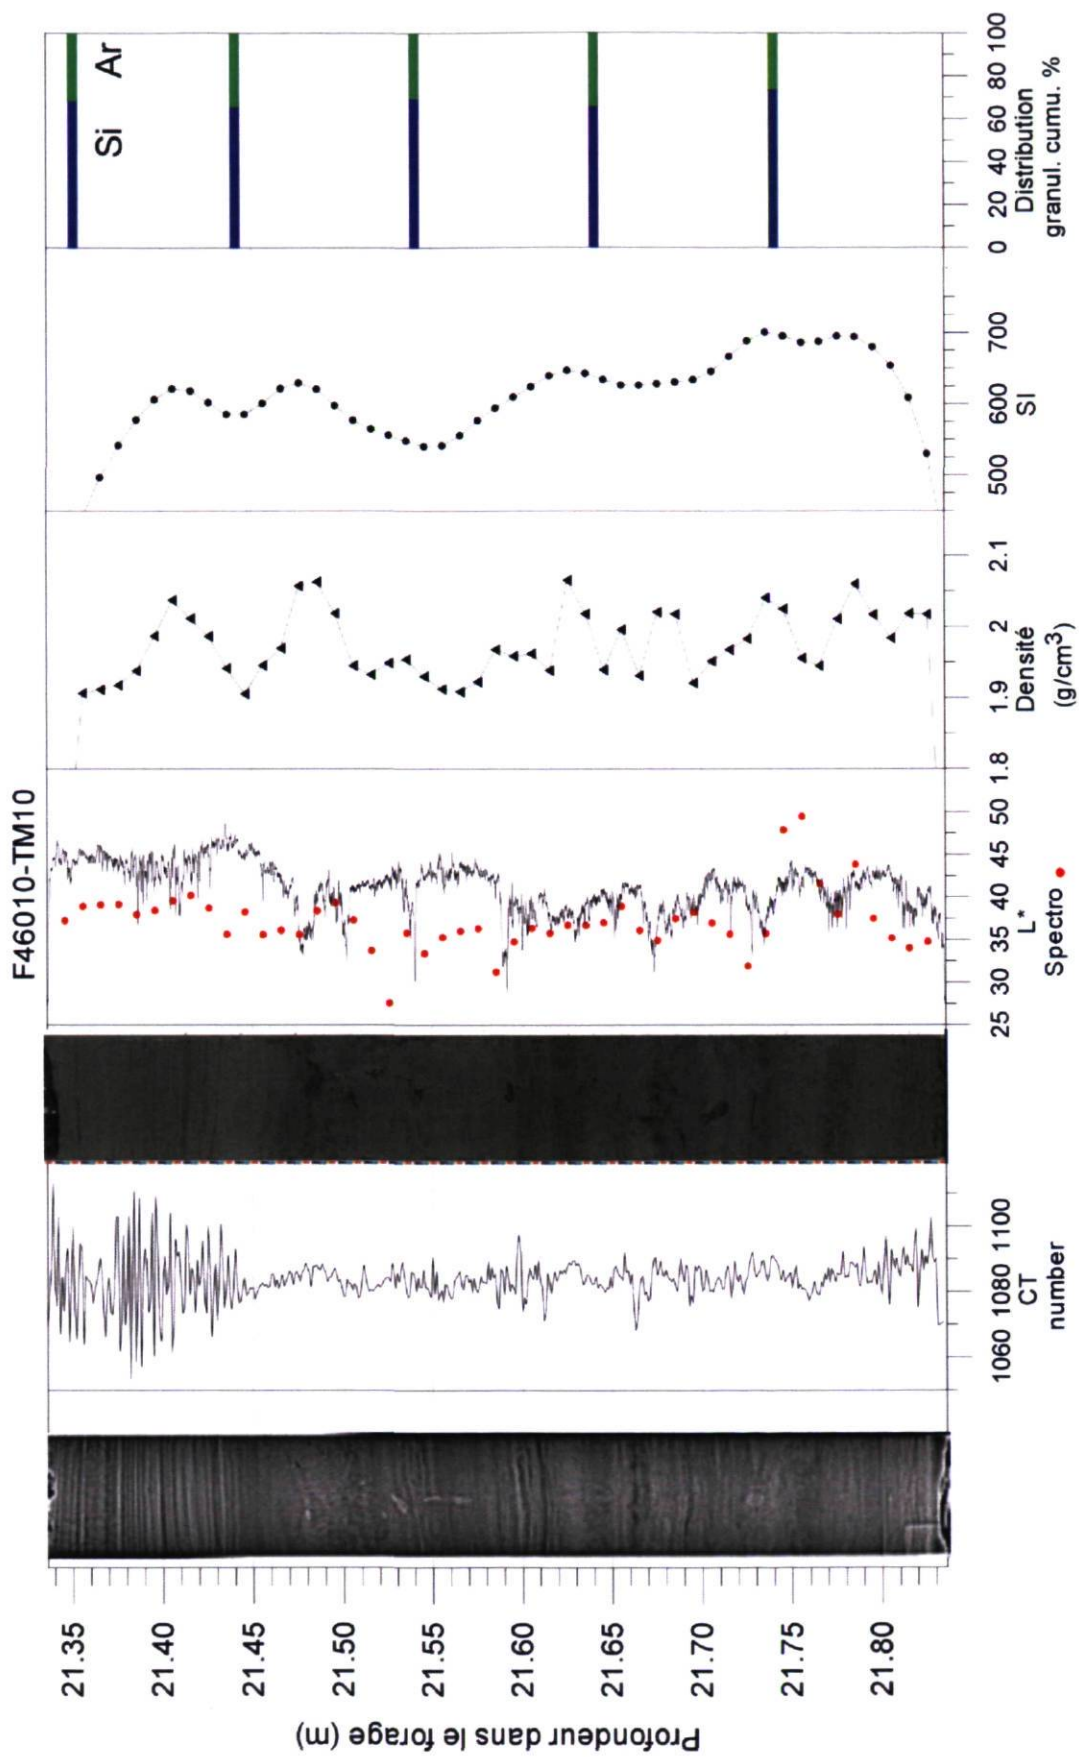 F46010-TM10
Profondeur dans le forage (m)
21.35
21.40
21.45
21.50
21.55
21.60
21.65
21.70
21.75
21.80
1060 1080 1100
CT
number
25 30 35 40 45 50
L*
Spectro
1.8 1.9 2 2.1
Densité
(g/cm³)
500 600 700
SI
Si Ar
0 20 40 60 80 100
Distribution
granul. cumu. %